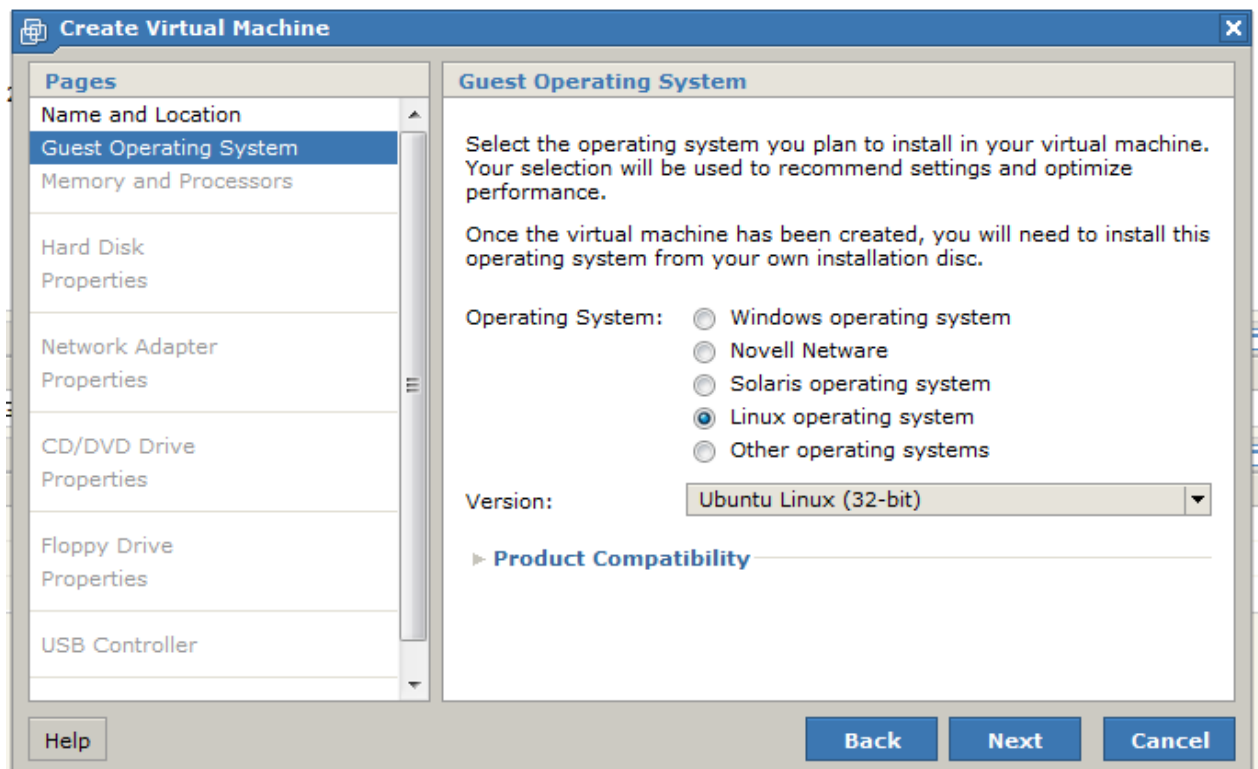 Create Virtual Machine
Pages
Name and Location
Guest Operating System
Memory and Processors
Hard Disk
Properties
Network Adapter
Properties
CD/DVD Drive
Properties
Floppy Drive
Properties
USB Controller
Guest Operating System
Select the operating system you plan to install in your virtual machine.
Your selection will be used to recommend settings and optimize
performance.
Once the virtual machine has been created, you will need to install this
operating system from your own installation disc.
Operating System:
Windows operating system
Novell Netware
Solaris operating system
Linux operating system
Other operating systems
Version:
Ubuntu Linux (32-bit)
Product Compatibility
Help
Back
Next
Cancel